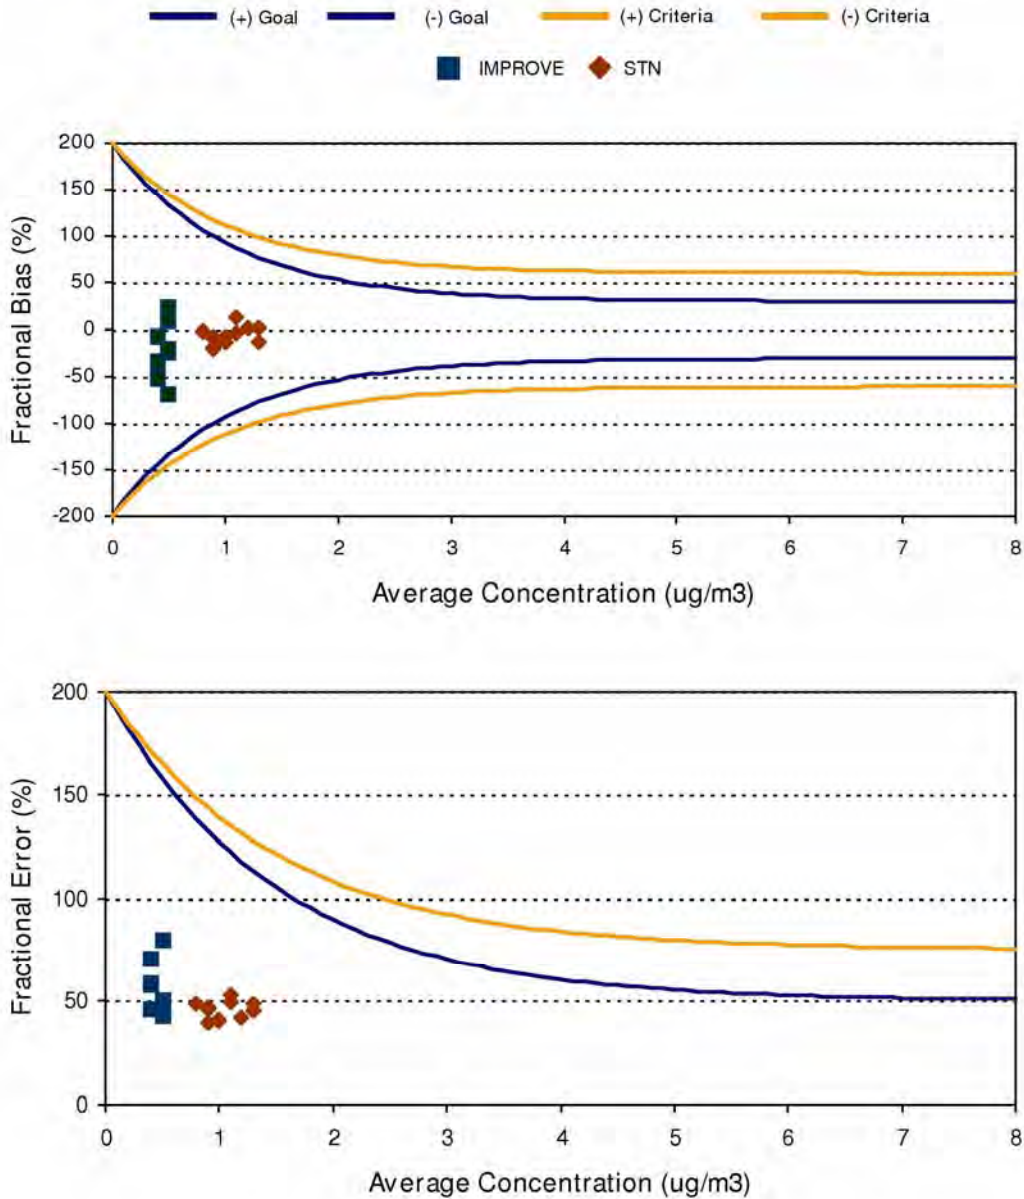 (+) Goal (-) Goal (+) Criteria (-) Criteria
IMPROVE STN
200
150
100
50
0
-50
-100
-150
-200
Fractional Bias (%)
0 1 2 3 4 5 6 7 8
Average Concentration (ug/m3)
200
150
100
50
0
Fractional Error (%)
0 1 2 3 4 5 6 7 8
Average Concentration (ug/m3)